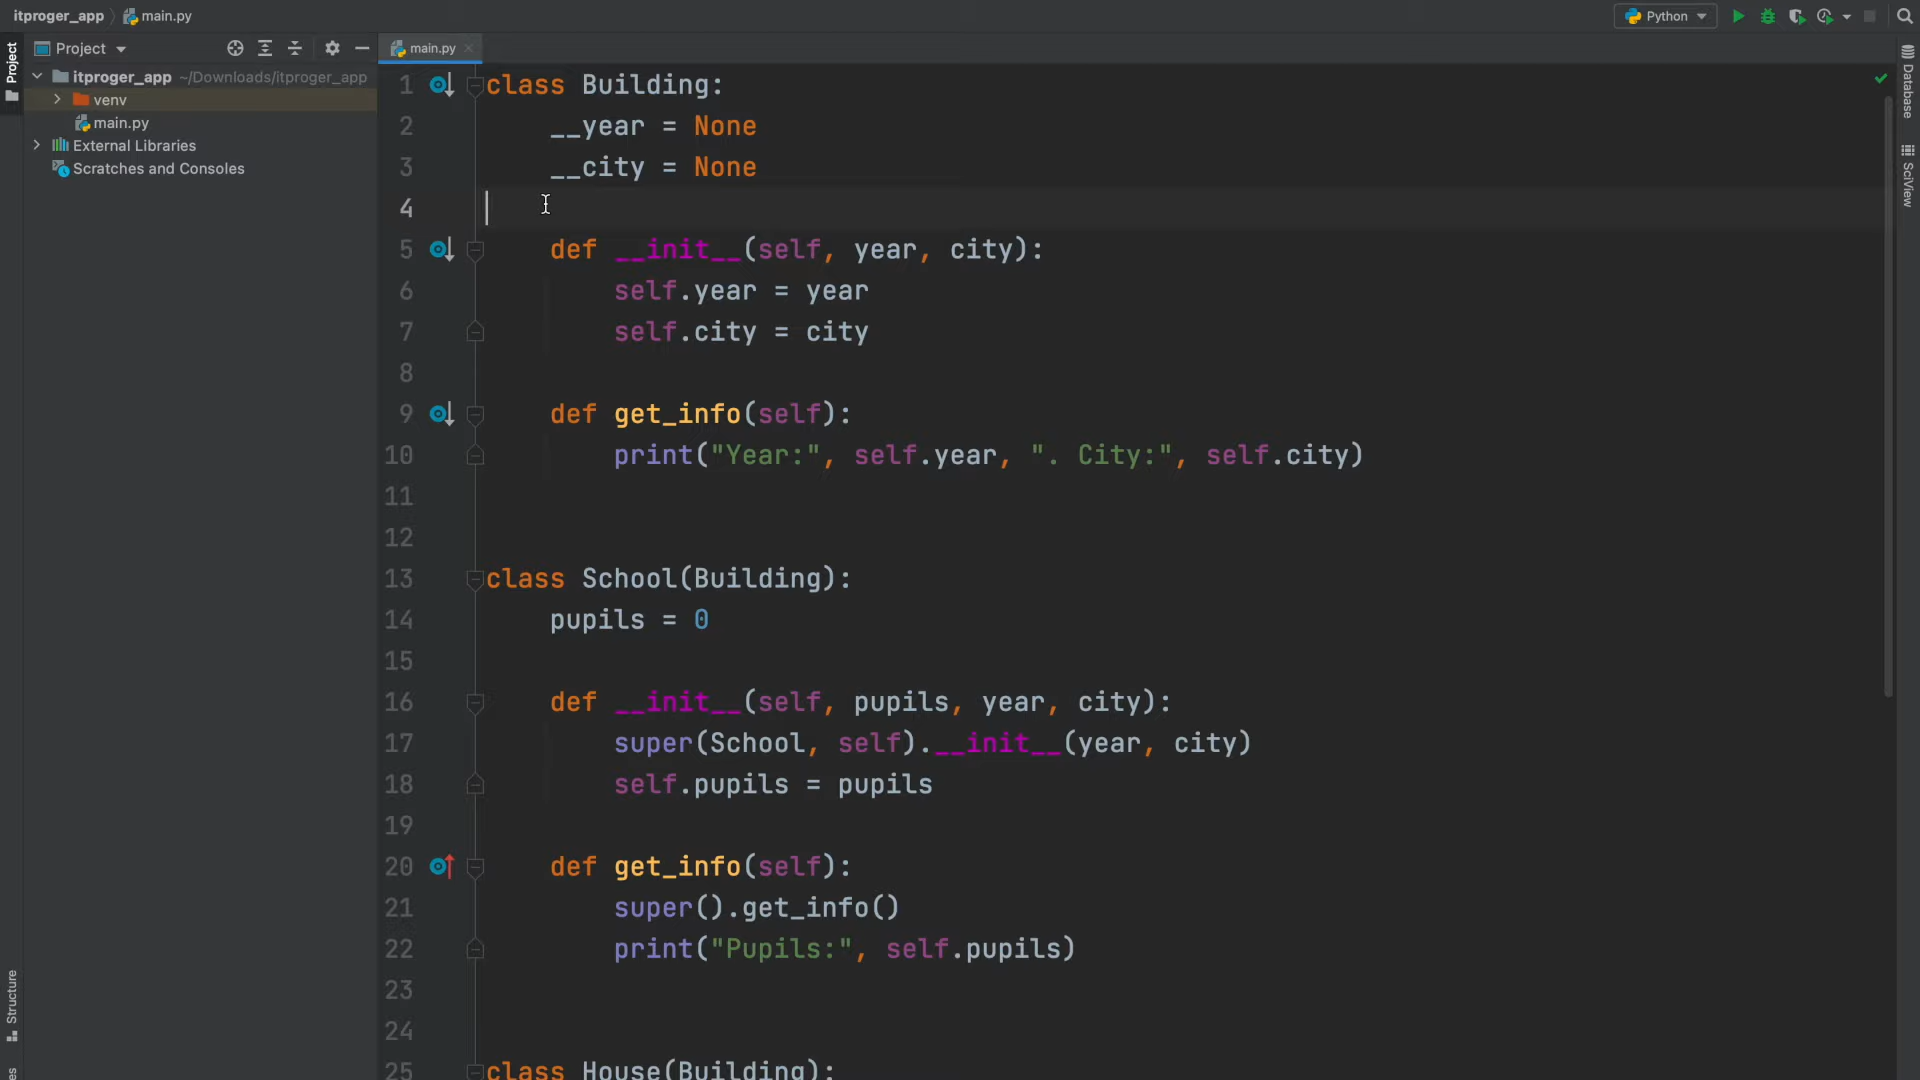 itproger_app
main.py
Python
Project
Project
itproger_app ~/Downloads/itproger_app
venv
main.py
External Libraries
Scratches and Consoles
Structure
main.py
1 class Building:
2     __year = None
3     __city = None
4
5     def __init__(self, year, city):
6         self.year = year
7         self.city = city
8
9     def get_info(self):
10         print("Year:", self.year, ". City:", self.city)
11
12
13 class School(Building):
14     pupils = 0
15
16     def __init__(self, pupils, year, city):
17         super(School, self).__init__(year, city)
18         self.pupils = pupils
19
20     def get_info(self):
21         super().get_info()
22         print("Pupils:", self.pupils)
23
24
25 class House(Building):
Database
SciView